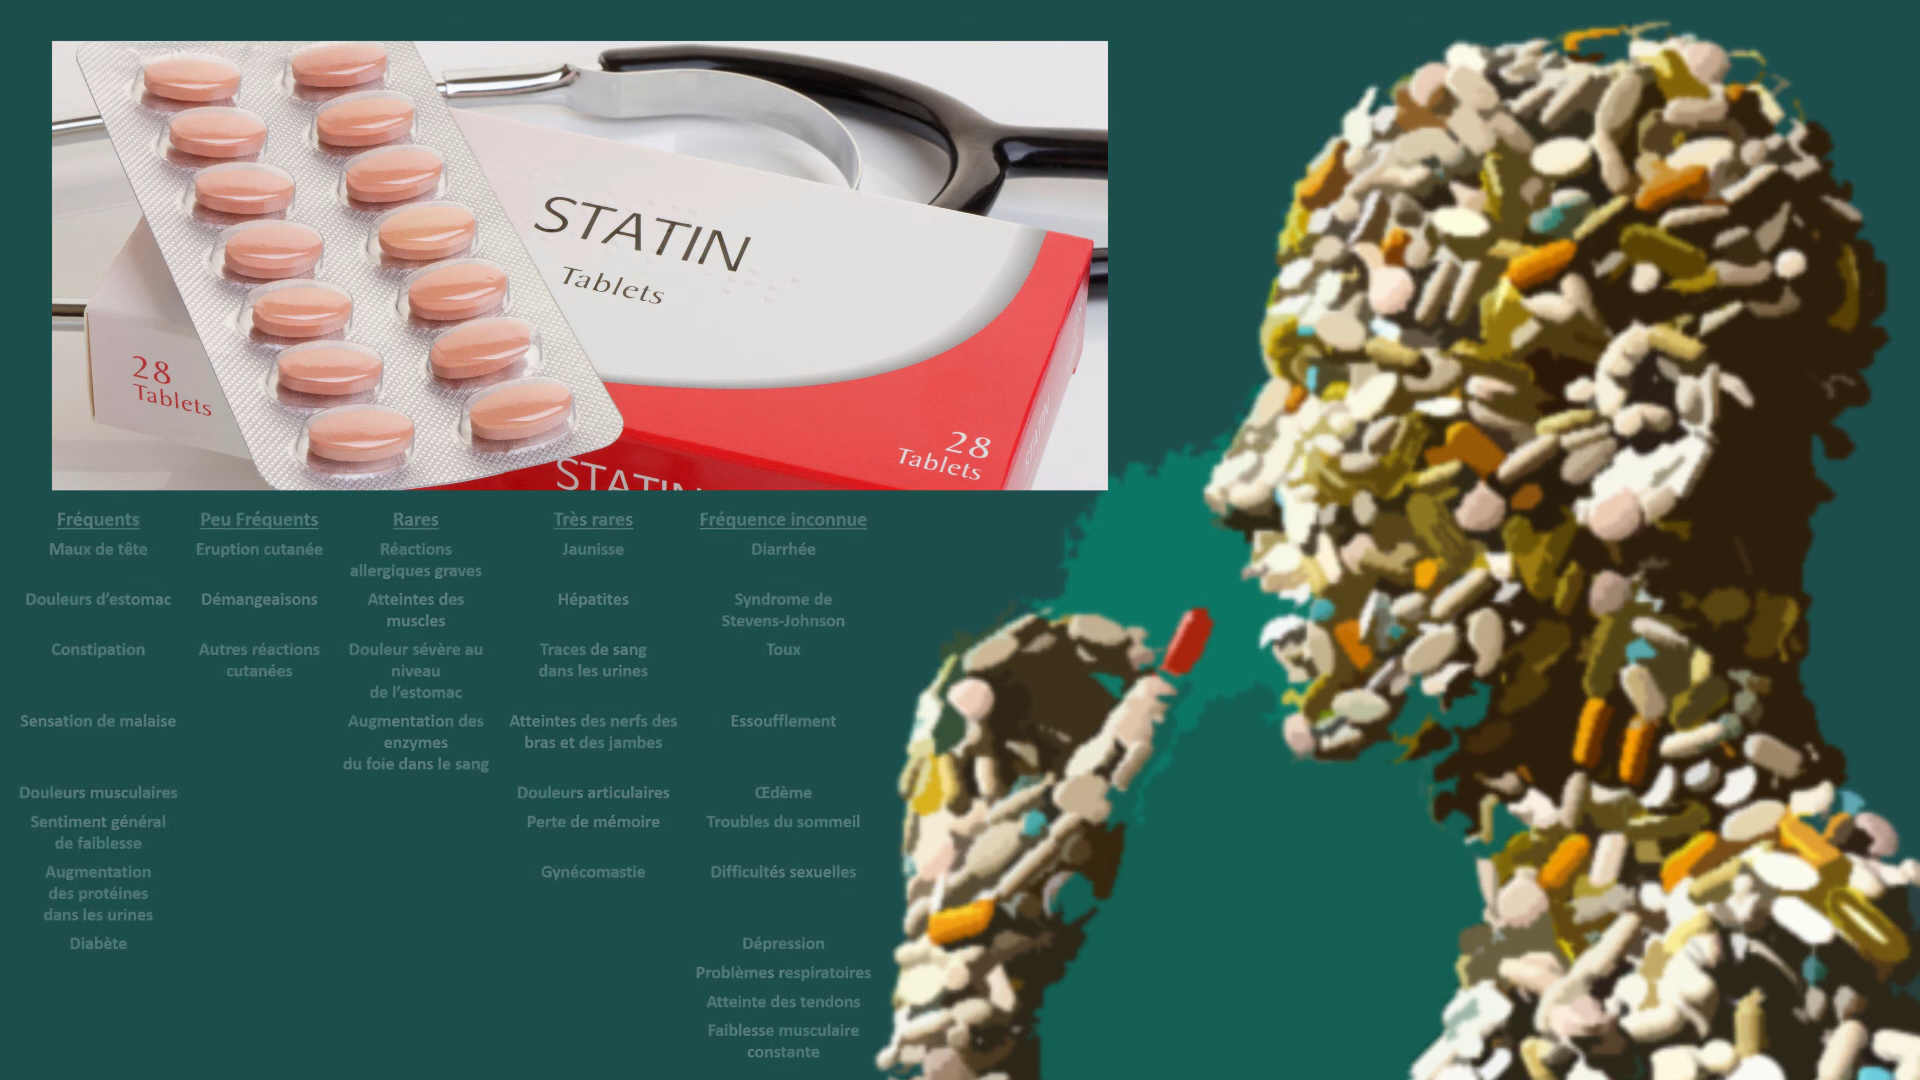 STATIN
Tablets
28
Tablets
28
Tablets
STATIN
STATIN
Fréquents
Maux de tête
Douleurs d’estomac
Constipation
Sensation de malaise
Douleurs musculaires
Sentiment général
de faiblesse
Augmentation
des protéines
dans les urines
Diabète
Peu Fréquents
Eruption cutanée
Démangeaisons
Autres réactions
cutanées
Rares
Réactions
allergiques graves
Atteintes des
muscles
Douleur sévère au
niveau
de l’estomac
Augmentation des
enzymes
du foie dans le sang
Très rares
Jaunisse
Hépatites
Traces de sang
dans les urines
Atteintes des nerfs des
bras et des jambes
Douleurs articulaires
Perte de mémoire
Gynécomastie
Fréquence inconnue
Diarrhée
Syndrome de
Stevens-Johnson
Toux
Essoufflement
Œdème
Troubles du sommeil
Difficultés sexuelles
Dépression
Problèmes respiratoires
Atteinte des tendons
Faiblesse musculaire
constante